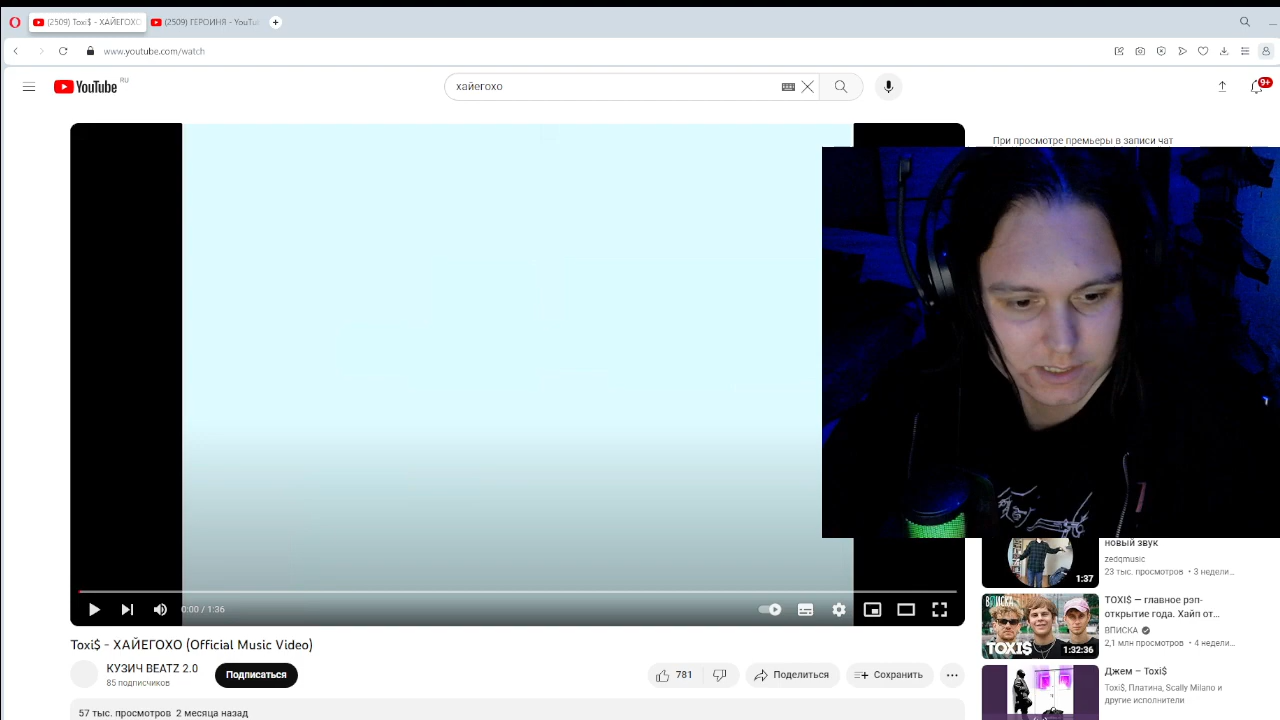 (2509) Toxi$ - ХАЙЕГОХО
(2509) ГЕРОИНЯ - YouTu
www.youtube.com/watch
YouTube RU
хайегохо
9+
При просмотре премьеры в записи чат
0:00 / 1:36
Toxi$ - ХАЙЕГОХО (Official Music Video)
КУЗИЧ BEATZ 2.0
85 подписчиков
Подписаться
781
Поделиться
Сохранить
57 тыс. просмотров 2 месяца назад
новый звук
zedqmusic
23 тыс. просмотров • 3 недели...
1:37
ВПИСКА
TOXI$
1:32:36
TOXI$ — главное рэп-
открытие года. Хайп от...
ВПИСКА
2,1 млн просмотров • 4 недели...
Джем – Toxi$
Toxi$, Платина, Scally Milano и
другие исполнители